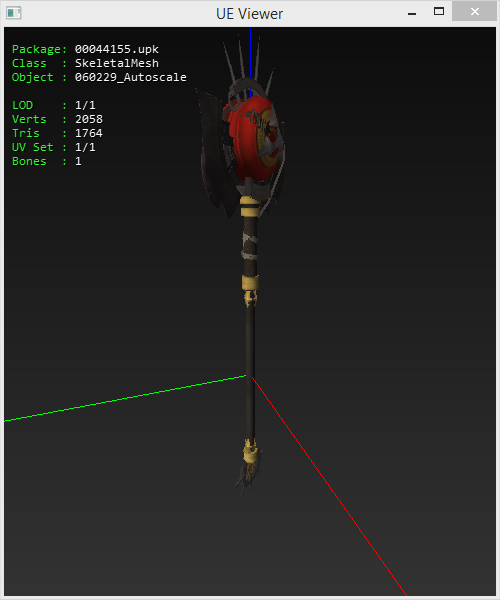 UE Viewer
Package: 00044155.upk
Class : SkeletalMesh
Object : 060229_Autoscale
LOD : 1/1
Verts : 2058
Tris : 1764
UV Set : 1/1
Bones : 1